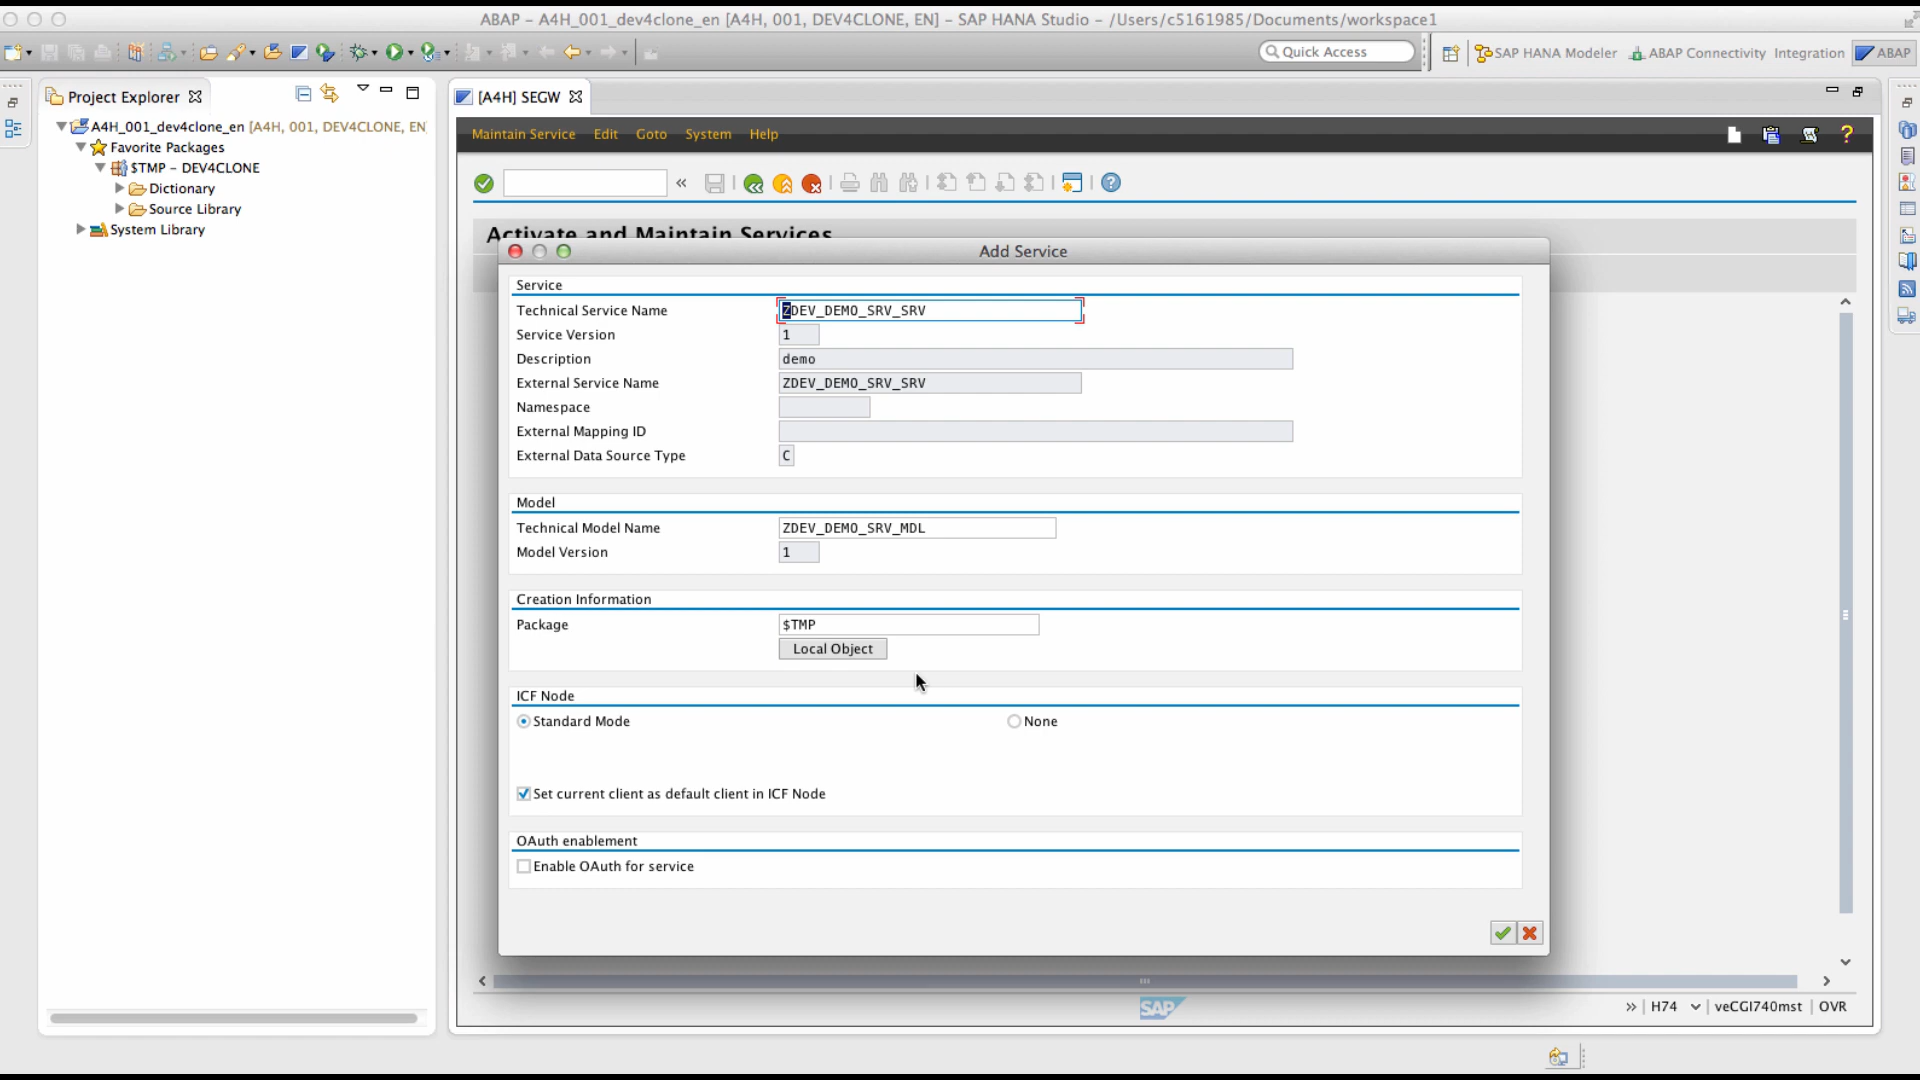 ABAP – A4H_001_dev4clone_en [A4H, 001, DEV4CLONE, EN] – SAP HANA Studio – /Users/c5161985/Documents/workspace1
Quick Access
SAP HANA Modeler
ABAP Connectivity Integration
ABAP
Project Explorer
[A4H] SEGW
A4H_001_dev4clone_en [A4H, 001, DEV4CLONE, EN
Favorite Packages
$TMP – DEV4CLONE
Dictionary
Source Library
System Library
Maintain Service Edit Goto System Help
Activate and Maintain Services
Add Service
Service
Technical Service Name ZDEV_DEMO_SRV_SRV
Service Version 1
Description demo
External Service Name ZDEV_DEMO_SRV_SRV
Namespace
External Mapping ID
External Data Source Type C
Model
Technical Model Name ZDEV_DEMO_SRV_MDL
Model Version 1
Creation Information
Package $TMP
Local Object
ICF Node
Standard Mode None
Set current client as default client in ICF Node
OAuth enablement
Enable OAuth for service
SAP
H74 veCGI740mst OVR